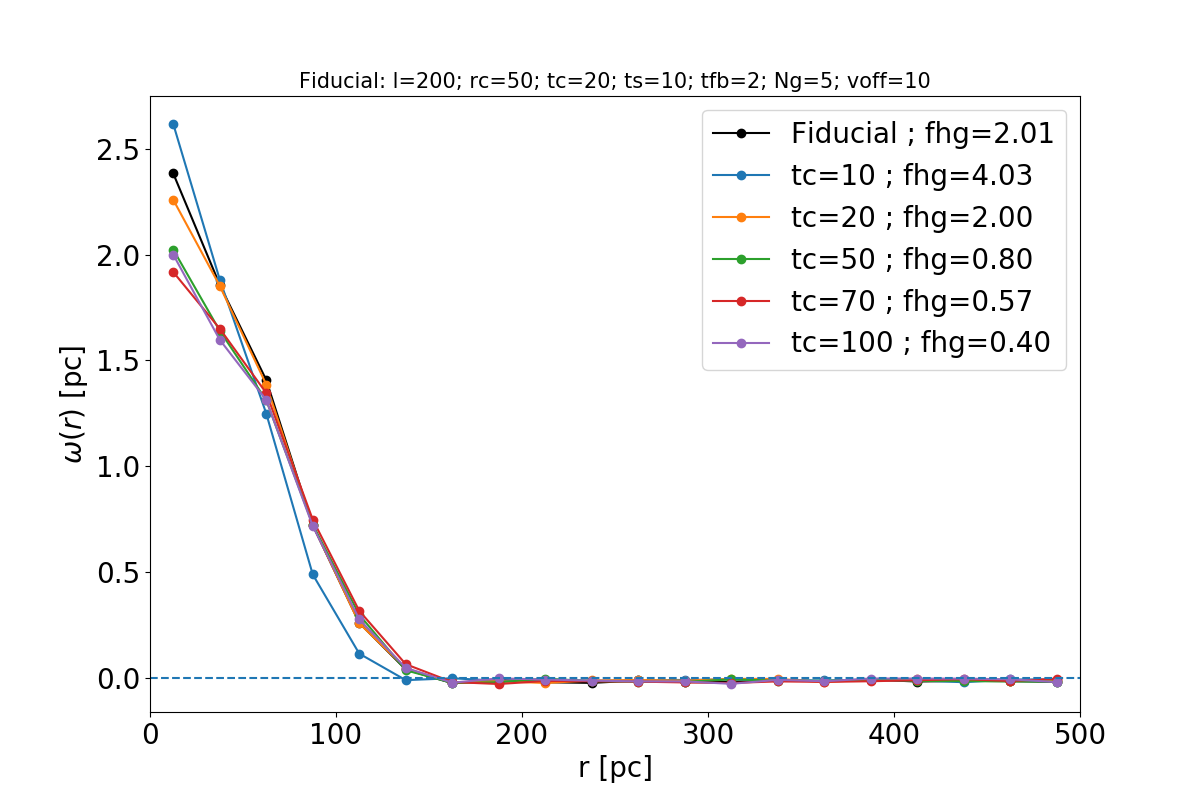 Fiducial: l=200; rc=50; tc=20; ts=10; tfb=2; Ng=5; voff=10
Fiducial ; fhg=2.01
tc=10 ; fhg=4.03
tc=20 ; fhg=2.00
tc=50 ; fhg=0.80
tc=70 ; fhg=0.57
tc=100 ; fhg=0.40
2.5
2.0
1.5
1.0
0.5
0.0
ω(r) [pc]
0 100 200 300 400 500
r [pc]